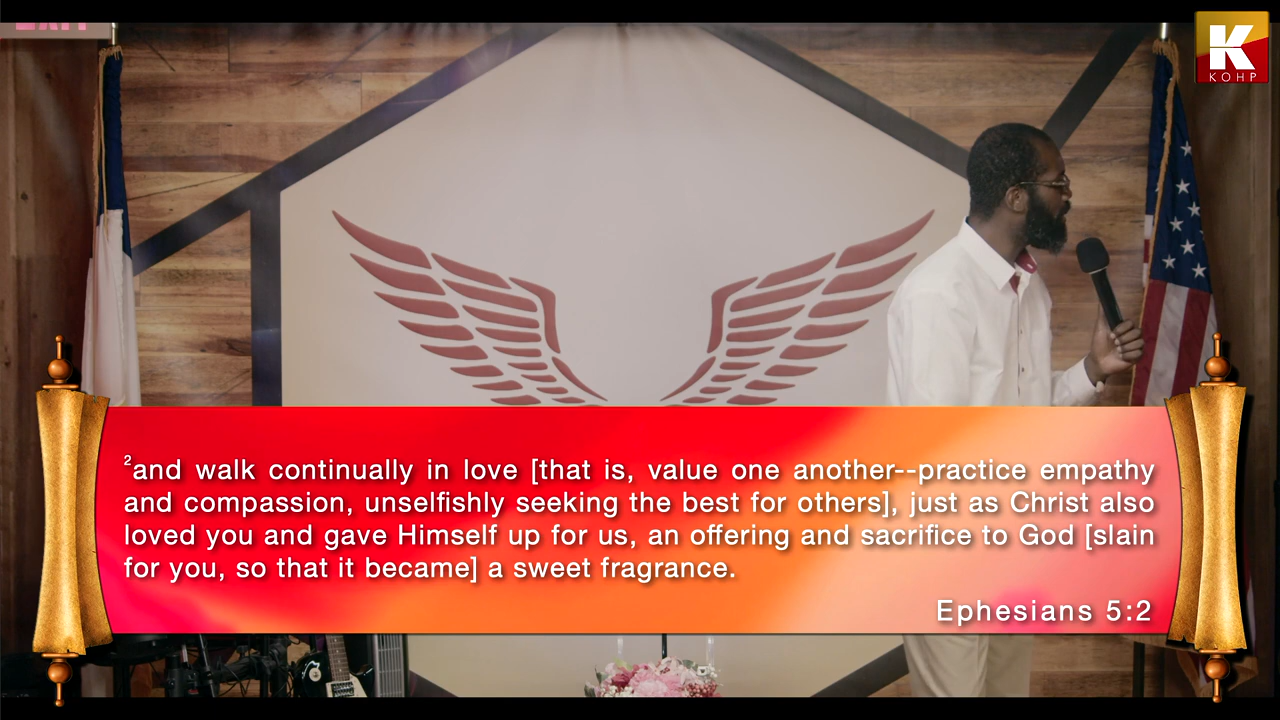 EXIT
K
KOHP
²and walk continually in love [that is, value one another--practice empathy
and compassion, unselfishly seeking the best for others], just as Christ also
loved you and gave Himself up for us, an offering and sacrifice to God [slain
for you, so that it became] a sweet fragrance.
Ephesians 5:2